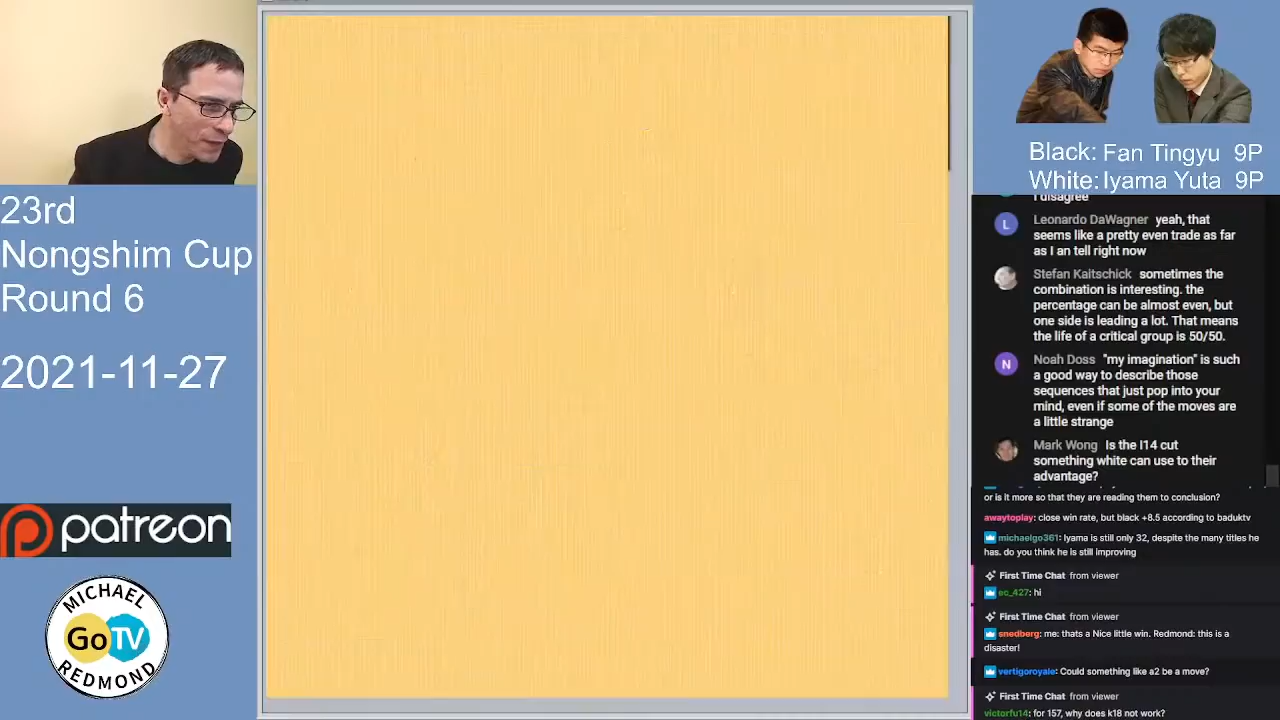 23rd
Nongshim Cup
Round 6
2021-11-27
patreon
MICHAEL
GoTV
REDMOND
Black: Fan Tingyu 9P
White: Iyama Yuta 9P
I disagree
Leonardo DaWagner yeah, that
seems like a pretty even trade as far
as I an tell right now
Stefan Kaitschick sometimes the
combination is interesting. the
percentage can be almost even, but
one side is leading a lot. That means
the life of a critical group is 50/50.
Noah Doss "my imagination" is such
a good way to describe those
sequences that just pop into your
mind, even if some of the moves are
a little strange
Mark Wong Is the I14 cut
something white can use to their
advantage?
or is it more so that they are reading them to conclusion?
awaytoplay: close win rate, but black +8.5 according to baduktv
michaelgo361: Iyama is still only 32, despite the many titles he
has. do you think he is still improving
First Time Chat from viewer
ec_427: hi
First Time Chat from viewer
snedberg: me: thats a Nice little win. Redmond: this is a
disaster!
vertigoroyale: Could something like a2 be a move?
First Time Chat from viewer
victorfu14: for 157, why does k18 not work?